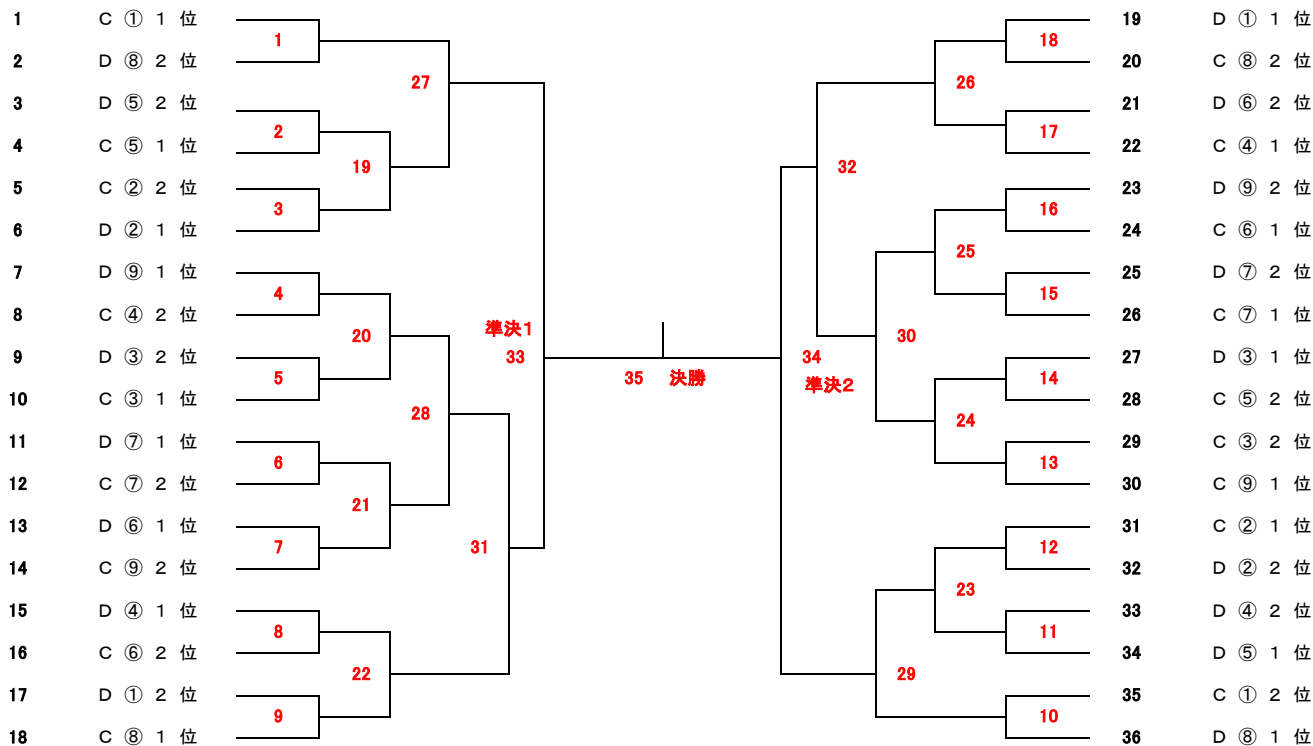 1 C ① 1 位
1
2 D ⑧ 2 位
27
3 D ⑤ 2 位
2
4 C ⑤ 1 位
19
5 C ② 2 位
3
6 D ② 1 位
7 D ⑨ 1 位
4
8 C ④ 2 位
20
9 D ③ 2 位
5
10 C ③ 1 位
28
11 D ⑦ 1 位
6
12 C ⑦ 2 位
21
13 D ⑥ 1 位
7
31
14 C ⑨ 2 位
15 D ④ 1 位
8
16 C ⑥ 2 位
22
17 D ① 2 位
9
18 C ⑧ 1 位
準決1
33
35 決勝
34
準決2
19 D ① 1 位
18
20 C ⑧ 2 位
26
21 D ⑥ 2 位
17
22 C ④ 1 位
32
23 D ⑨ 2 位
16
24 C ⑥ 1 位
25
25 D ⑦ 2 位
15
26 C ⑦ 1 位
30
27 D ③ 1 位
14
28 C ⑤ 2 位
24
29 C ③ 2 位
13
30 C ⑨ 1 位
31 C ② 1 位
12
32 D ② 2 位
23
33 D ④ 2 位
11
34 D ⑤ 1 位
29
35 C ① 2 位
10
36 D ⑧ 1 位